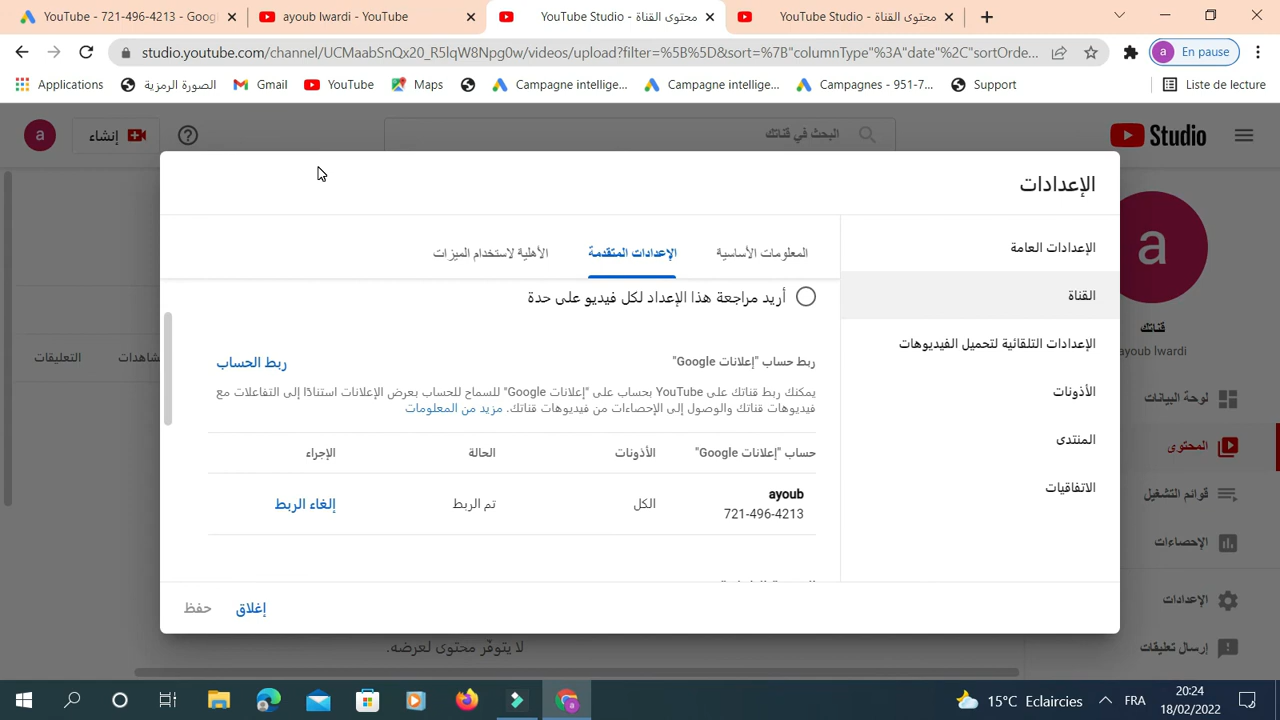 YouTube - 721-496-4213 - Goog
ayoub lwardi - YouTube
YouTube Studio - محتوى القناة
YouTube Studio - محتوى القناة
studio.youtube.com/channel/UCMaabSnQx20_R5lqW8Npg0w/videos/upload?filter=%5B%5D&sort=%7B"columnType"%3A"date"%2C"sortOrde...
a En pause
Applications
الصورة الرمزية
Gmail
YouTube
Maps
Campagne intellige...
Campagne intellige...
Campagnes - 951-7...
Support
Liste de lecture
Studio
البحث في قناتك
إنشاء
a
الإعدادات
الإعدادات العامة
القناة
الإعدادات التلقائية لتحميل الفيديوهات
الأذونات
المنتدى
الاتفاقيات
المعلومات الأساسية
الإعدادات المتقدمة
الأهلية لاستخدام الميزات
أريد مراجعة هذا الإعداد لكل فيديو على حدة
ربط حساب "إعلانات Google"
ربط الحساب
يمكنك ربط قناتك على YouTube بحساب على "إعلانات Google" للسماح للحساب بعرض الإعلانات استنادًا إلى التفاعلات مع
فيديوهات قناتك والوصول إلى الإحصاءات من فيديوهات قناتك. مزيد من المعلومات
حساب "إعلانات Google"
الأذونات
الحالة
الإجراء
ayoub
721-496-4213
الكل
تم الربط
إلغاء الربط
إغلاق
حفظ
a
قناتك
ayoub lwardi
لوحة البيانات
المحتوى
قوائم التشغيل
الإحصاءات
الإعدادات
إرسال تعليقات
التعليقات
لا يتوفّر محتوى لعرضه.
15°C Eclaircies
FRA
20:24
18/02/2022